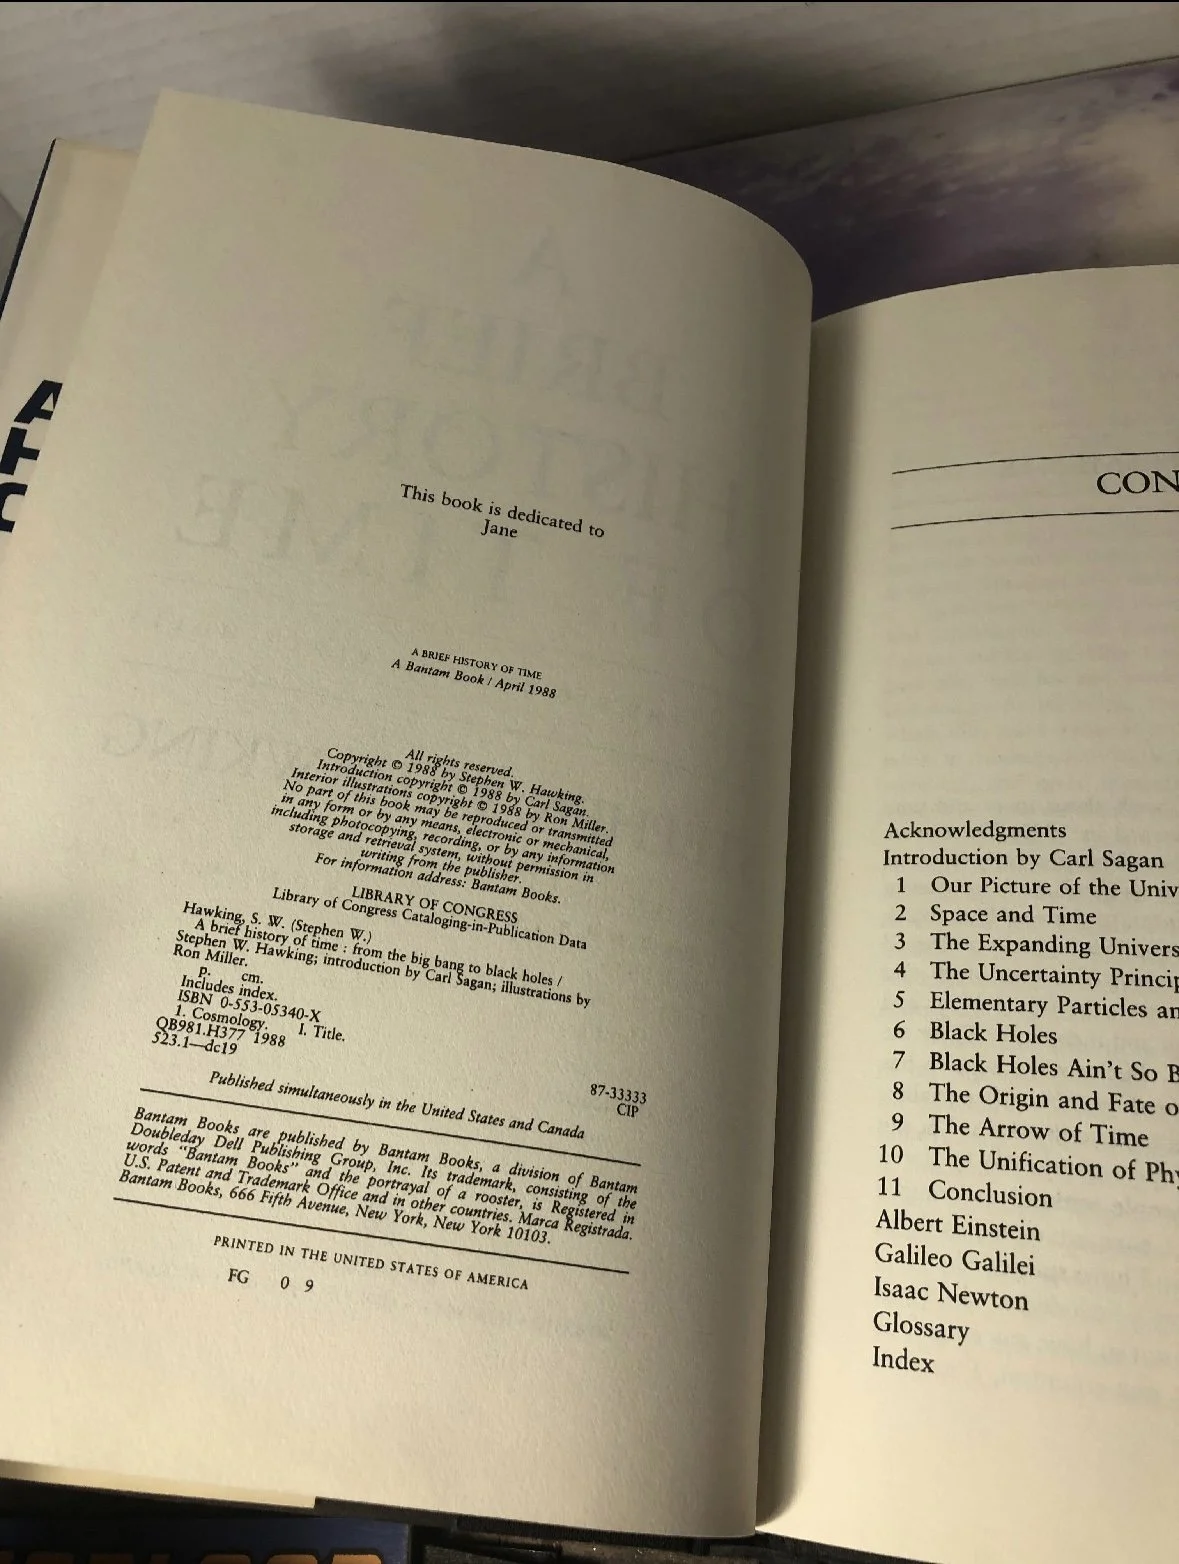 This book is dedicated to
Jane
A BRIEF HISTORY OF TIME
A Bantam Book / April 1988
All rights reserved.
Copyright © 1988 by Stephen W. Hawking.
Introduction copyright © 1988 by Carl Sagan.
Interior illustrations copyright © 1988 by Ron Miller.
No part of this book may be reproduced or transmitted
in any form or by any means, electronic or mechanical,
including photocopying, recording, or by any information
storage and retrieval system, without permission in
writing from the publisher.
For information address: Bantam Books.
LIBRARY OF CONGRESS
Library of Congress Cataloging-in-Publication Data
Hawking, S. W. (Stephen W.)
A brief history of time : from the big bang to black holes /
Stephen W. Hawking; introduction by Carl Sagan; illustrations by
Ron Miller.
p. cm.
Includes index.
ISBN 0-553-05340-X
1. Cosmology. I. Title.
QB981.H377 1988
523.1—dc19
87-33333
CIP
Published simultaneously in the United States and Canada
Bantam Books are published by Bantam Books, a division of Bantam
Doubleday Dell Publishing Group, Inc. Its trademark, consisting of the
words "Bantam Books" and the portrayal of a rooster, is Registered in
U.S. Patent and Trademark Office and in other countries. Marca Registrada.
Bantam Books, 666 Fifth Avenue, New York, New York 10103.
PRINTED IN THE UNITED STATES OF AMERICA
FG 0 9
CON
Acknowledgments
Introduction by Carl Sagan
1 Our Picture of the Univ
2 Space and Time
3 The Expanding Univers
4 The Uncertainty Princip
5 Elementary Particles an
6 Black Holes
7 Black Holes Ain't So B
8 The Origin and Fate o
9 The Arrow of Time
10 The Unification of Phy
11 Conclusion
Albert Einstein
Galileo Galilei
Isaac Newton
Glossary
Index